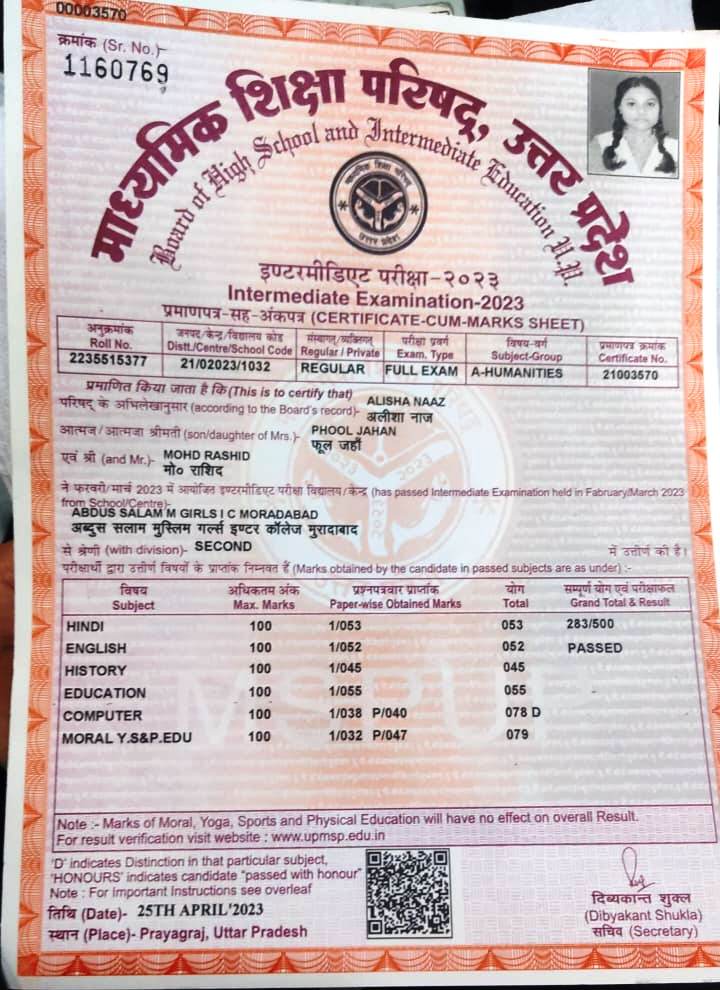 00003570
क्रमांक (Sr. No.)-
1160769
माध्यमिक शिक्षा परिषद्, उत्तर प्रदेश
Board of High School and Intermediate Education U.P.
माध्यमिक शिक्षा परिषद्
उत्तर प्रदेश
इण्टरमीडिएट परीक्षा-२०२३
Intermediate Examination-2023
प्रमाणपत्र-सह-अंकपत्र (CERTIFICATE-CUM-MARKS SHEET)
अनुक्रमांक जनपद/केन्द्र/विद्यालय कोड संस्थागत/व्यक्तिगत परीक्षा प्रवर्ग विषय-वर्ग प्रमाणपत्र क्रमांक
Roll No. Distt./Centre/School Code Regular / Private Exam. Type Subject-Group Certificate No.
2235515377 21/02023/1032 REGULAR FULL EXAM A-HUMANITIES 21003570
प्रमाणित किया जाता है कि (This is to certify that) ALISHA NAAZ
परिषद् के अभिलेखानुसार (according to the Board's record)- अलीशा नाज
आत्मज/आत्मजा श्रीमती (son/daughter of Mrs.)- PHOOL JAHAN
फूल जहाँ
एवं श्री (and Mr.)- MOHD RASHID
मो० राशिद
ने फरवरी/मार्च 2023 में आयोजित इण्टरमीडिएट परीक्षा विद्यालय/केन्द्र (has passed Intermediate Examination held in Fabruary/March 2023
from School/Centre)-
ABDUS SALAM M GIRLS I C MORADABAD
अब्दुस सलाम मुस्लिम गर्ल्स इण्टर कॉलेज मुरादाबाद
से श्रेणी (with division)- SECOND में उत्तीर्ण की है।
परीक्षार्थी द्वारा उत्तीर्ण विषयों के प्राप्तांक निम्नवत हैं (Marks obtained by the candidate in passed subjects are as under) :-
विषय अधिकतम अंक प्रश्नपत्रवार प्राप्तांक योग सम्पूर्ण योग एवं परीक्षाफल
Subject Max. Marks Paper-wise Obtained Marks Total Grand Total & Result
HINDI 100 1/053 053 283/500
ENGLISH 100 1/052 052 PASSED
HISTORY 100 1/045 045
EDUCATION 100 1/055 055
COMPUTER 100 1/038 P/040 078 D
MORAL Y.S&P.EDU 100 1/032 P/047 079
MSPUP
Note :- Marks of Moral, Yoga, Sports and Physical Education will have no effect on overall Result.
For result verification visit website : www.upmsp.edu.in
'D' indicates Distinction in that particular subject,
'HONOURS' indicates candidate "passed with honour"
Note : For Important Instructions see overleaf
तिथि (Date)- 25TH APRIL'2023
स्थान (Place)- Prayagraj, Uttar Pradesh
दिब्यकान्त शुक्ल
(Dibyakant Shukla)
सचिव (Secretary)